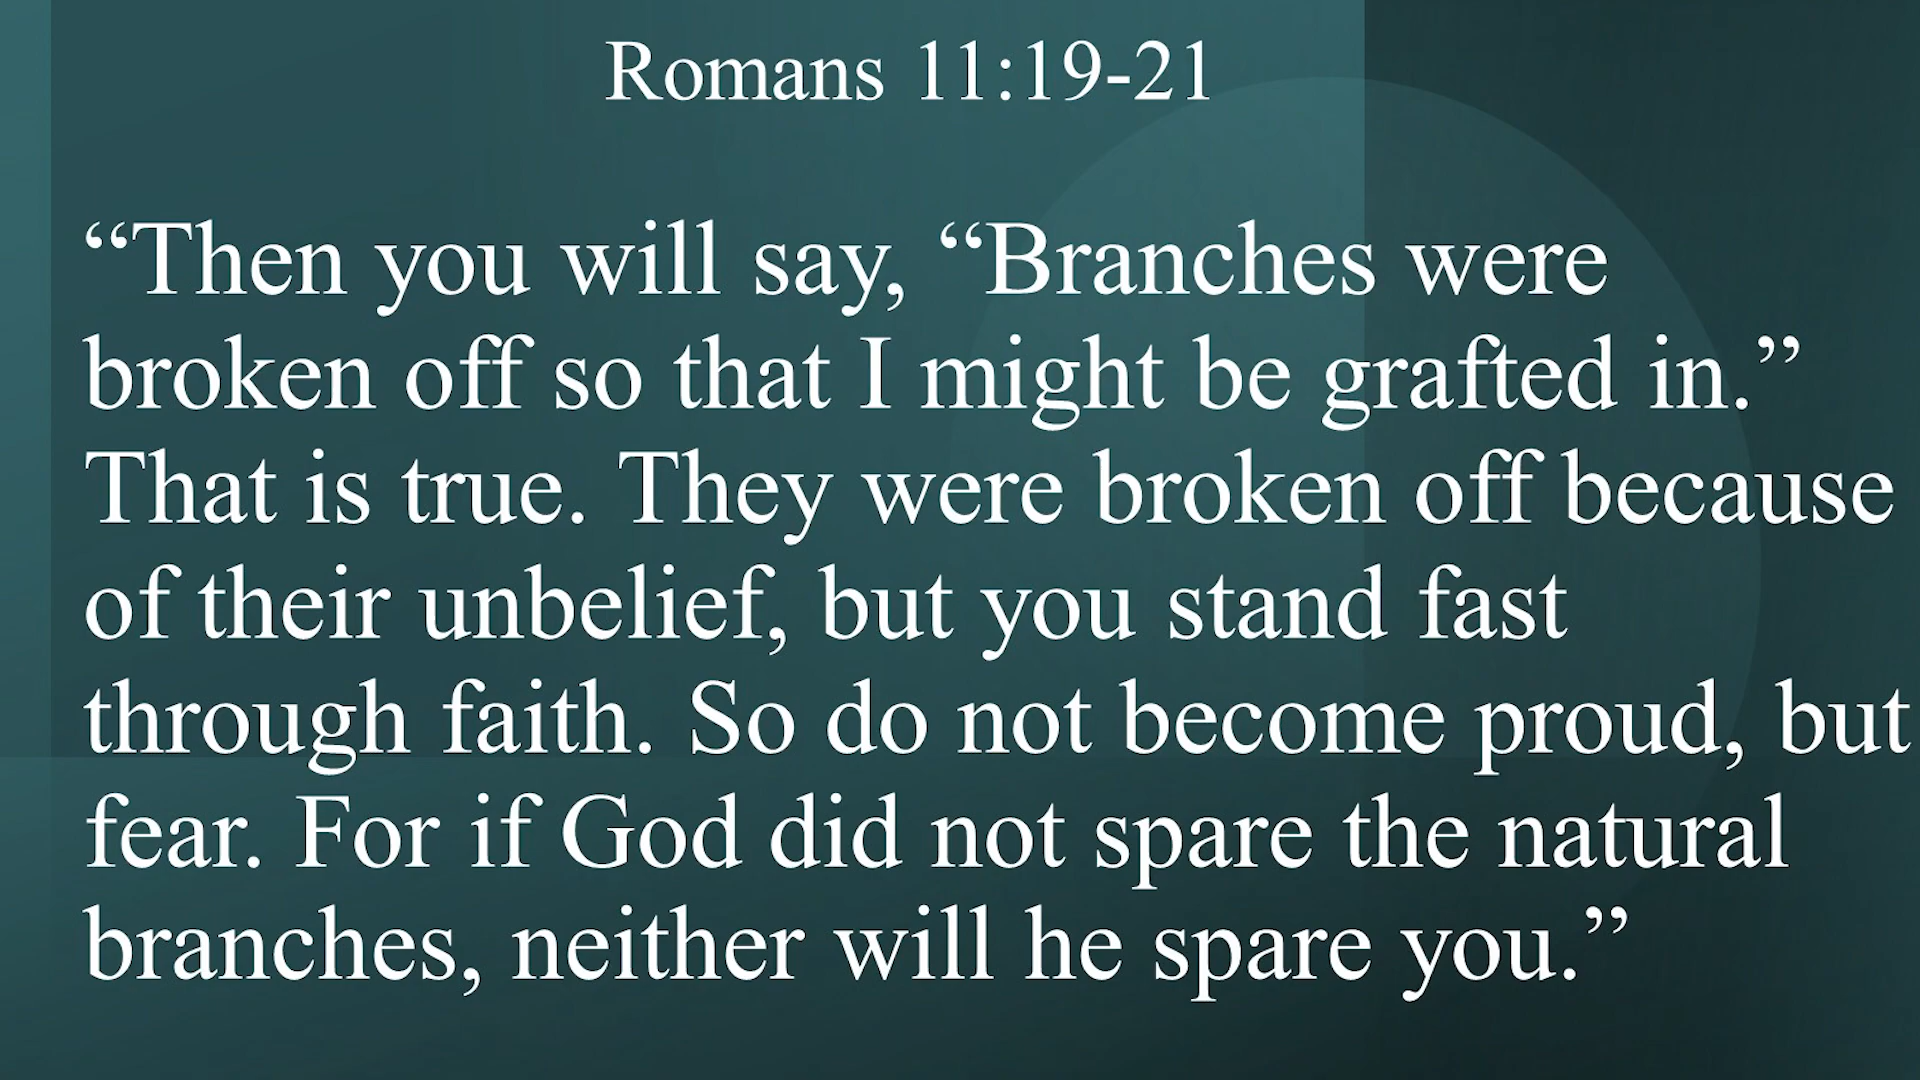 Romans 11:19-21
“Then you will say, “Branches were
broken off so that I might be grafted in.”
That is true. They were broken off because
of their unbelief, but you stand fast
through faith. So do not become proud, but
fear. For if God did not spare the natural
branches, neither will he spare you.”